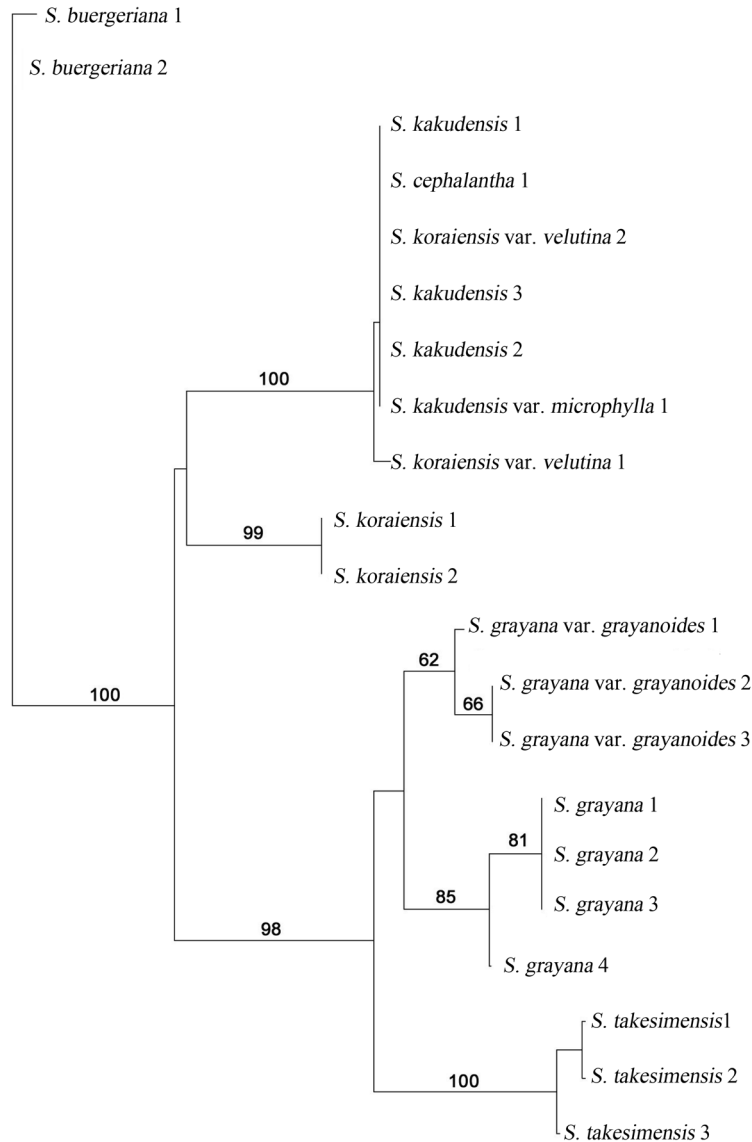 S. buergeriana 1
S. buergeriana 2
S. kakudensis 1
S. cephalantha 1
S. koraiensis var. velutina 2
S. kakudensis 3
S. kakudensis 2
100
S. kakudensis var. microphylla 1
S. koraiensis var. velutina 1
S. koraiensis 1
99
S. koraiensis 2
S. grayana var. grayanoides 1
62
S. grayana var. grayanoides 2
100
66
S. grayana var. grayanoides 3
S. grayana 1
81
S. grayana 2
85
S. grayana 3
98
S. grayana 4
S. takesimensis1
S. takesimensis 2
100
S. takesimensis 3